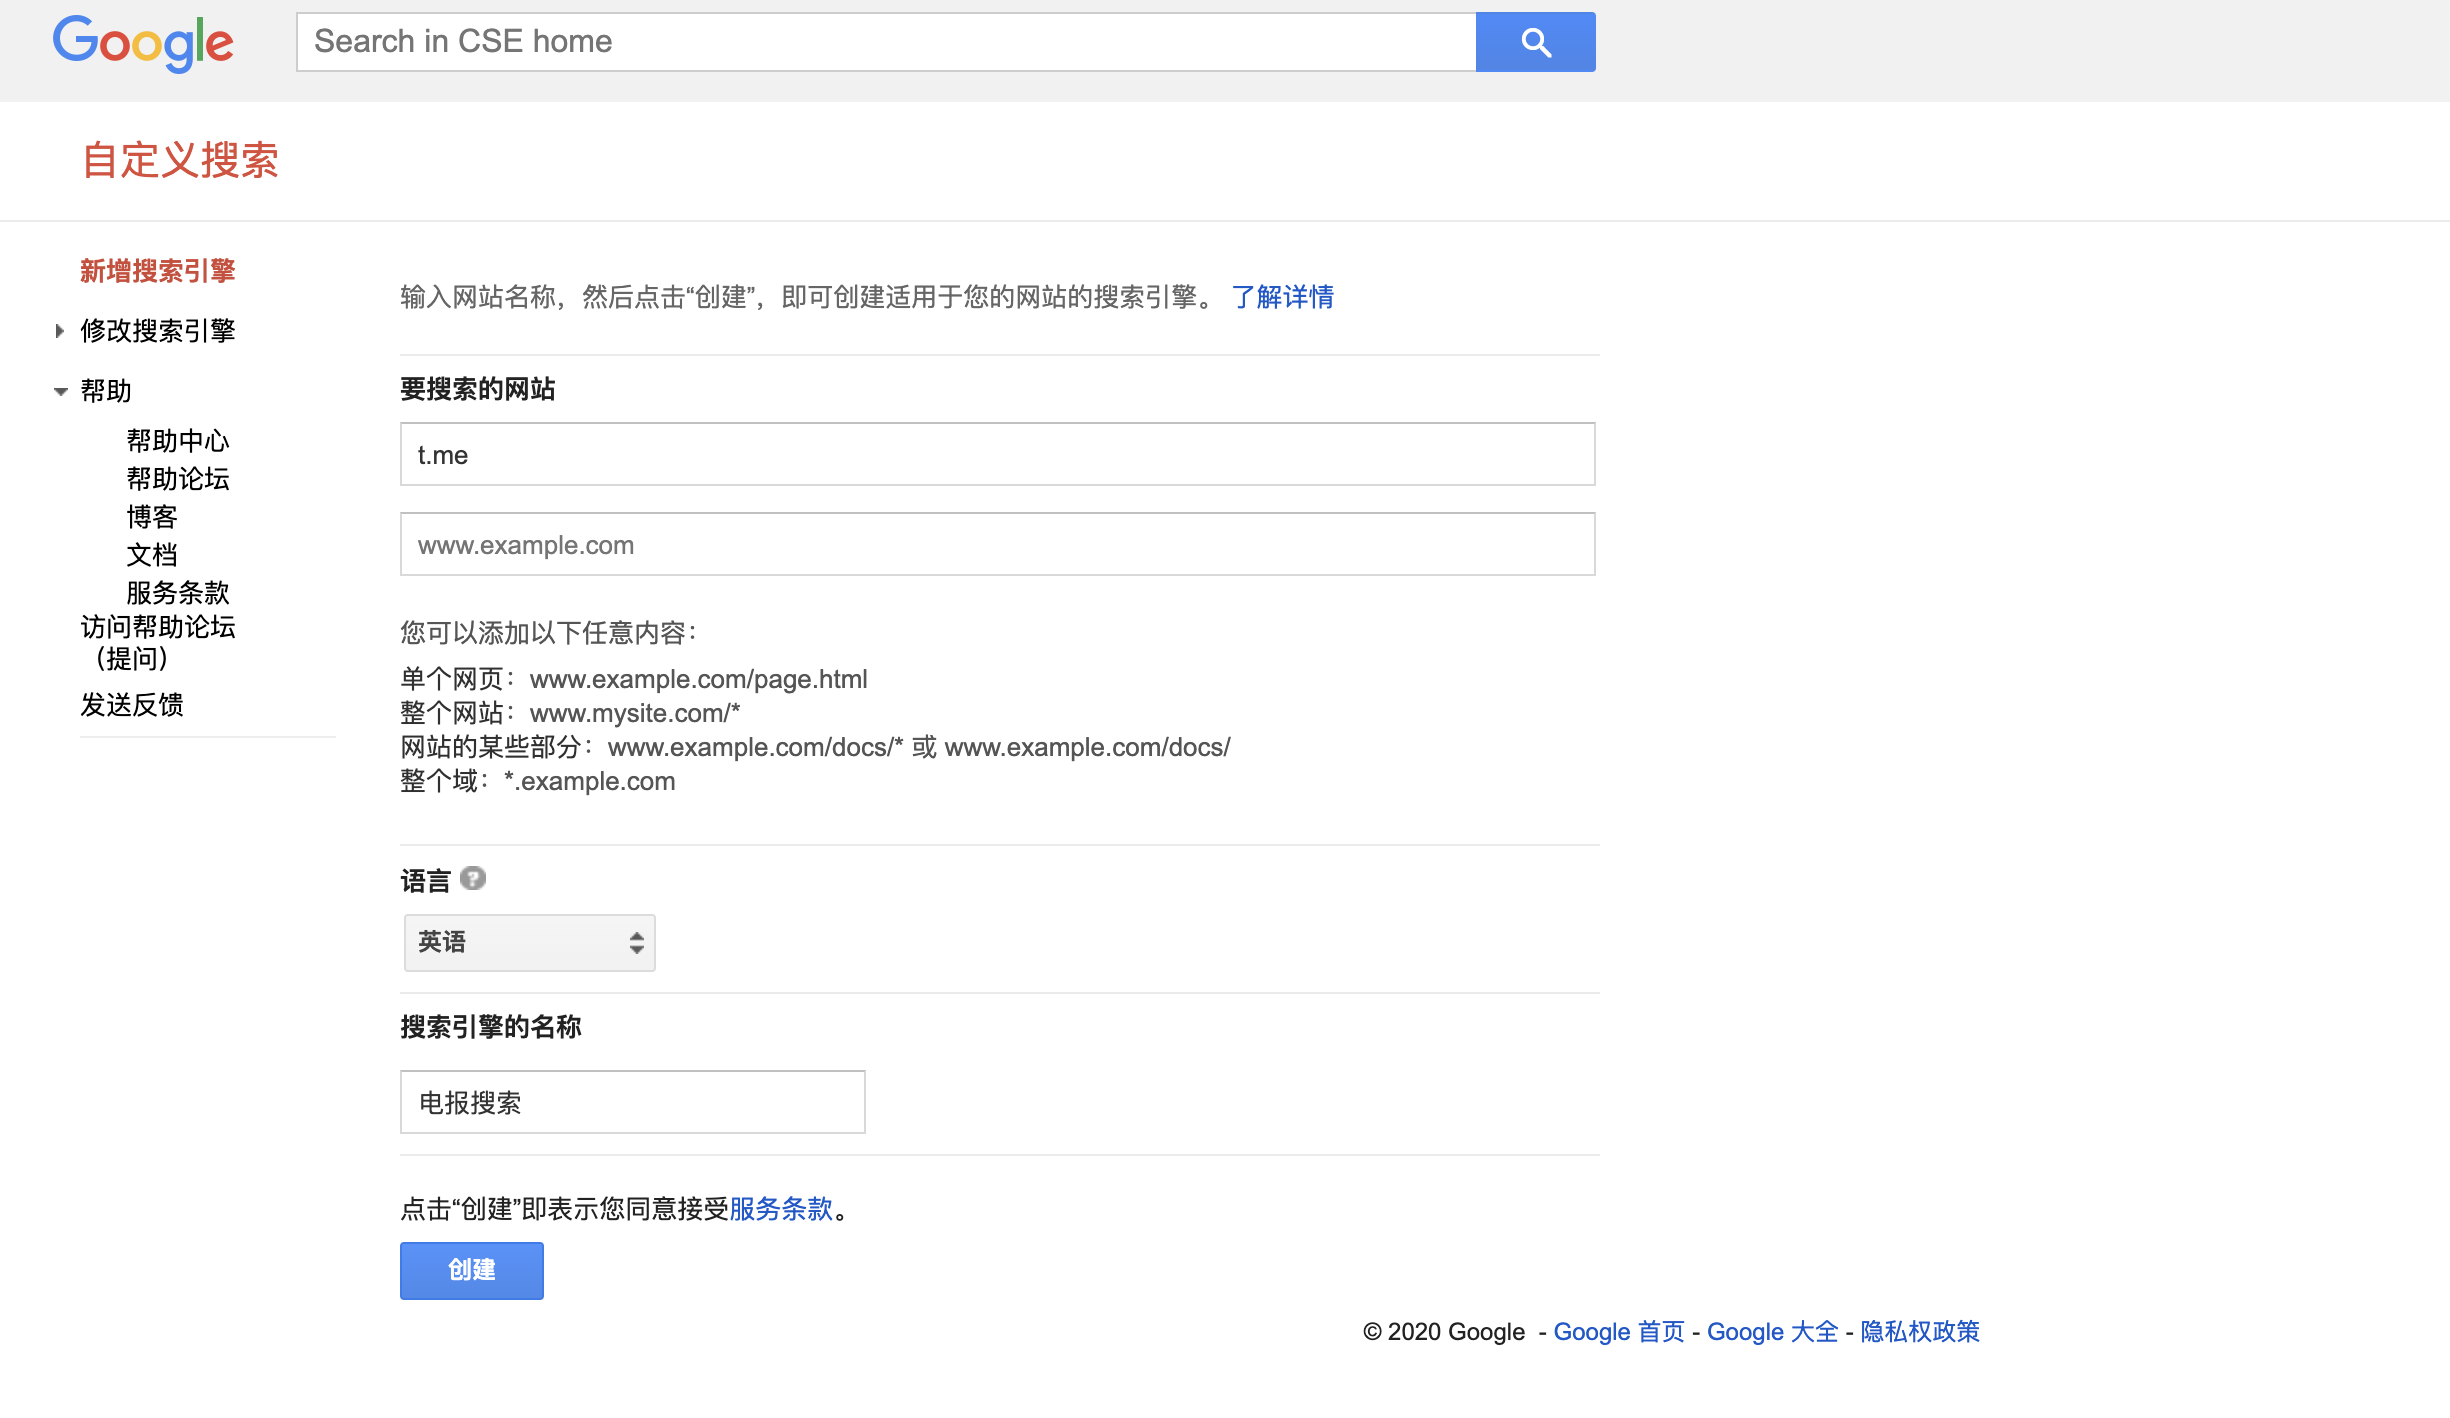 Google
Search in CSE home
自定义搜索
新增搜索引擎
修改搜索引擎
帮助
帮助中心
帮助论坛
博客
文档
服务条款
访问帮助论坛
（提问）
发送反馈
输入网站名称，然后点击“创建”，即可创建适用于您的网站的搜索引擎。 了解详情
要搜索的网站
t.me
www.example.com
您可以添加以下任意内容：
单个网页：www.example.com/page.html
整个网站：www.mysite.com/*
网站的某些部分：www.example.com/docs/* 或 www.example.com/docs/
整个域：*.example.com
语言 ?
英语
搜索引擎的名称
电报搜索
点击“创建”即表示您同意接受服务条款。
创建
© 2020 Google - Google 首页 - Google 大全 - 隐私权政策